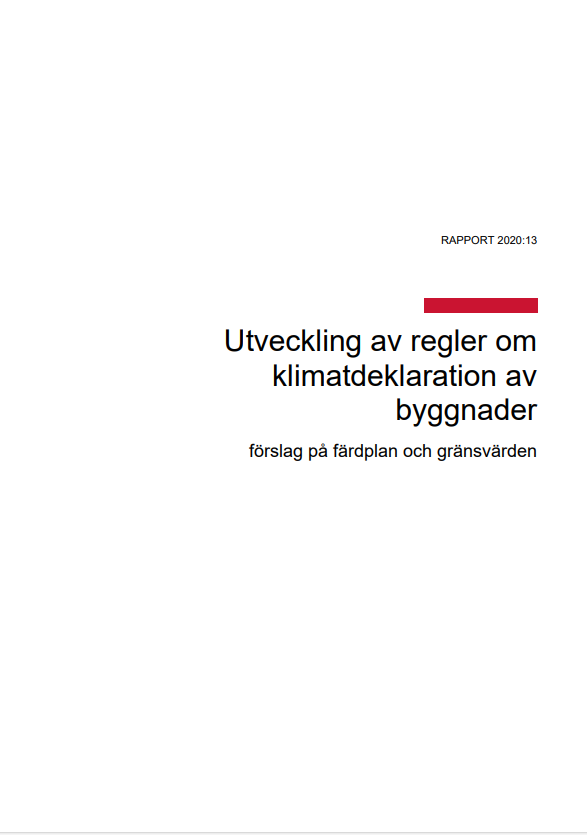 RAPPORT 2020:13
Utveckling av regler om
klimatdeklaration av
byggnader
förslag på färdplan och gränsvärden